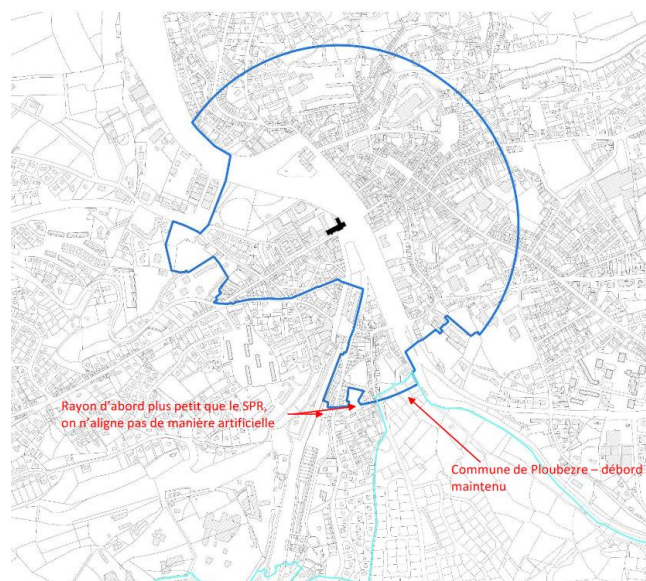 Rayon d’abord plus petit que le SPR,
on n’aligne pas de manière artificielle
Commune de Ploubezre – débord
maintenu